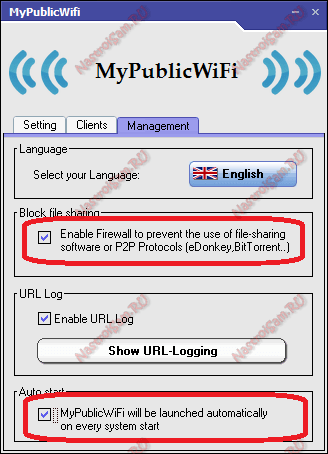 MyPublicWifi
MyPublicWiFi
Setting Clients Management
Language
Select your Language: English
Block file sharing
Enable Firewall to prevent the use of file-sharing
software or P2P Protocols (eDonkey,BitTorrent..)
URL Log
Enable URL Log
Show URL-Logging
Auto start
MyPublicWiFi will be launched automatically
on every system start